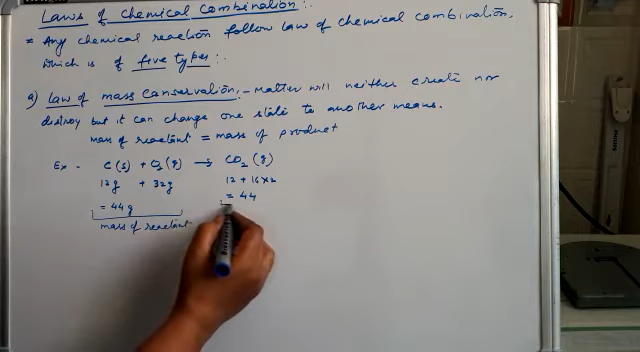 Laws of chemical combination:.
= Any chemical reaction follow law of chemical combination.
which is of five types:.
a) Law of mass conservation:- Matter will neither create nor
destroy but it can change one state to another means.
mass of reactant = mass of product
Ex - C(s) + O₂(g) → CO₂(g)
12g + 32g 12 + 16×2
= 44g = 44
mass of reactant